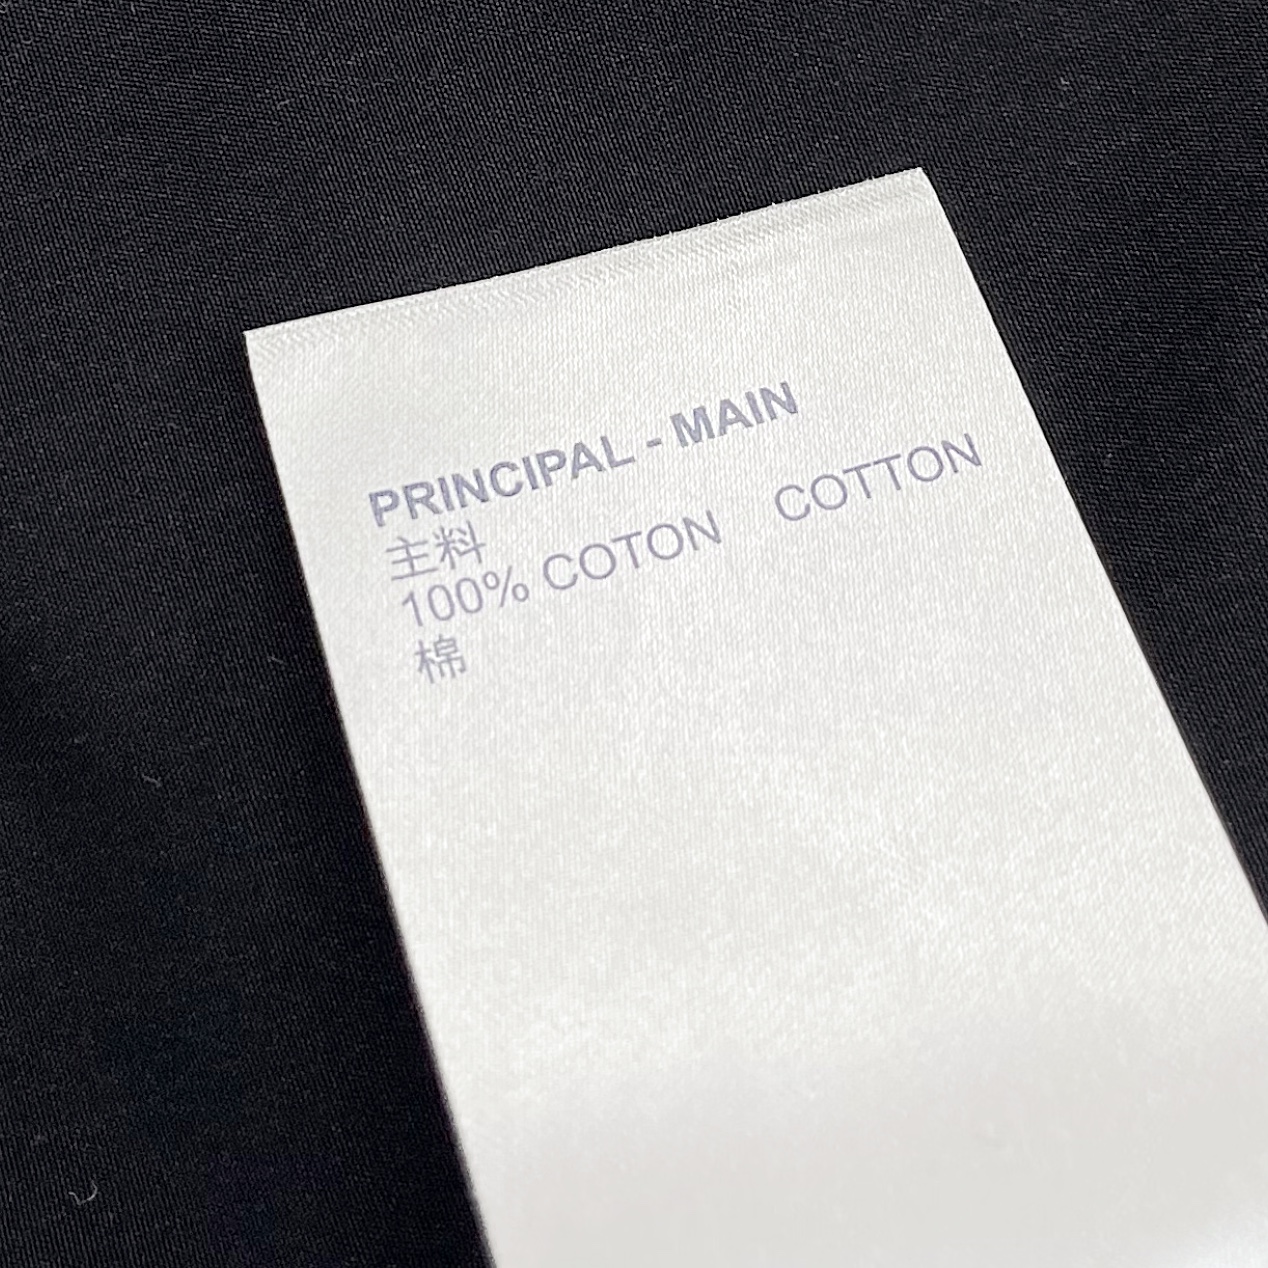 PRINCIPAL - MAIN
主料
100% COTON COTTON
棉